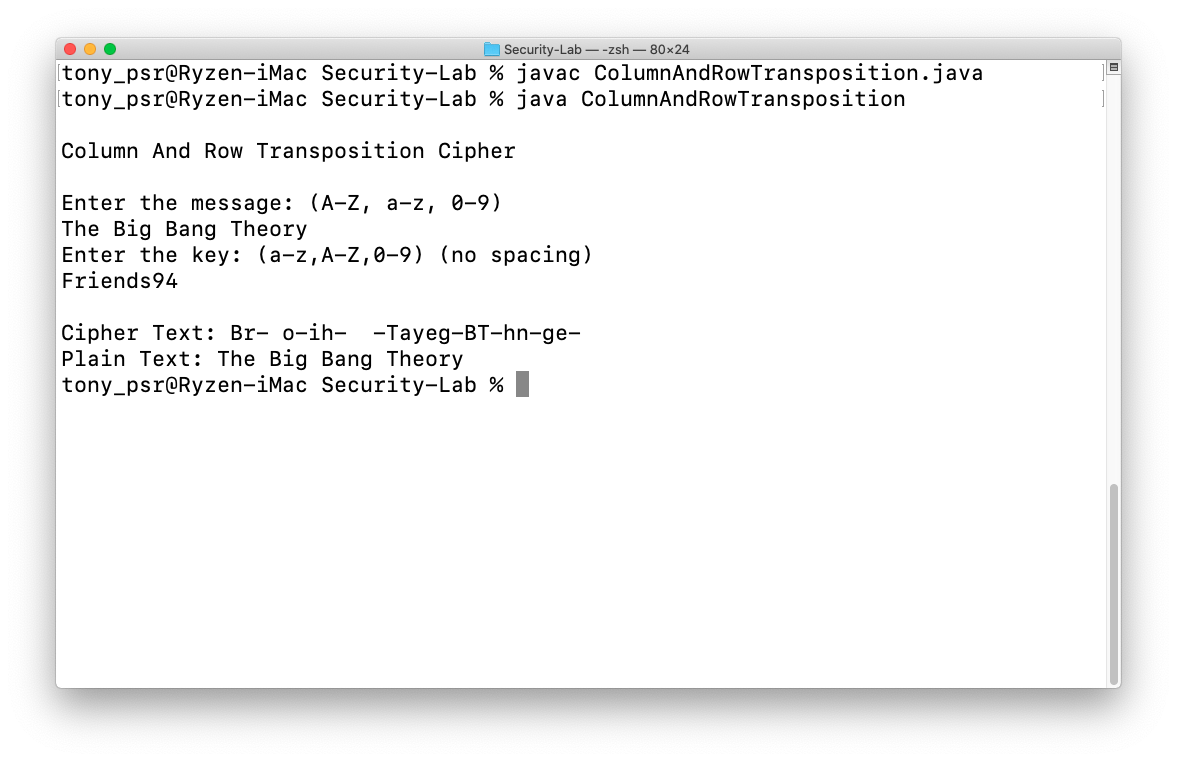 Security-Lab — -zsh — 80×24
[tony_psr@Ryzen-iMac Security-Lab % javac ColumnAndRowTransposition.java ]
[tony_psr@Ryzen-iMac Security-Lab % java ColumnAndRowTransposition ]
Column And Row Transposition Cipher
Enter the message: (A-Z, a-z, 0-9)
The Big Bang Theory
Enter the key: (a-z,A-Z,0-9) (no spacing)
Friends94
Cipher Text: Br- o-ih-  -Tayeg-BT-hn-ge-
Plain Text: The Big Bang Theory
tony_psr@Ryzen-iMac Security-Lab %